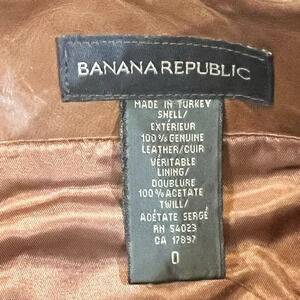 BANANA REPUBLIC
MADE IN TURKEY
SHELL/
EXTÉRIEUR
100% GENUINE
LEATHER/CUIR
VÉRITABLE
LINING/
DOUBLURE
100% ACETATE
TWILL/
ACÉTATE SERGÉ
RN 54023
CA 17897
0